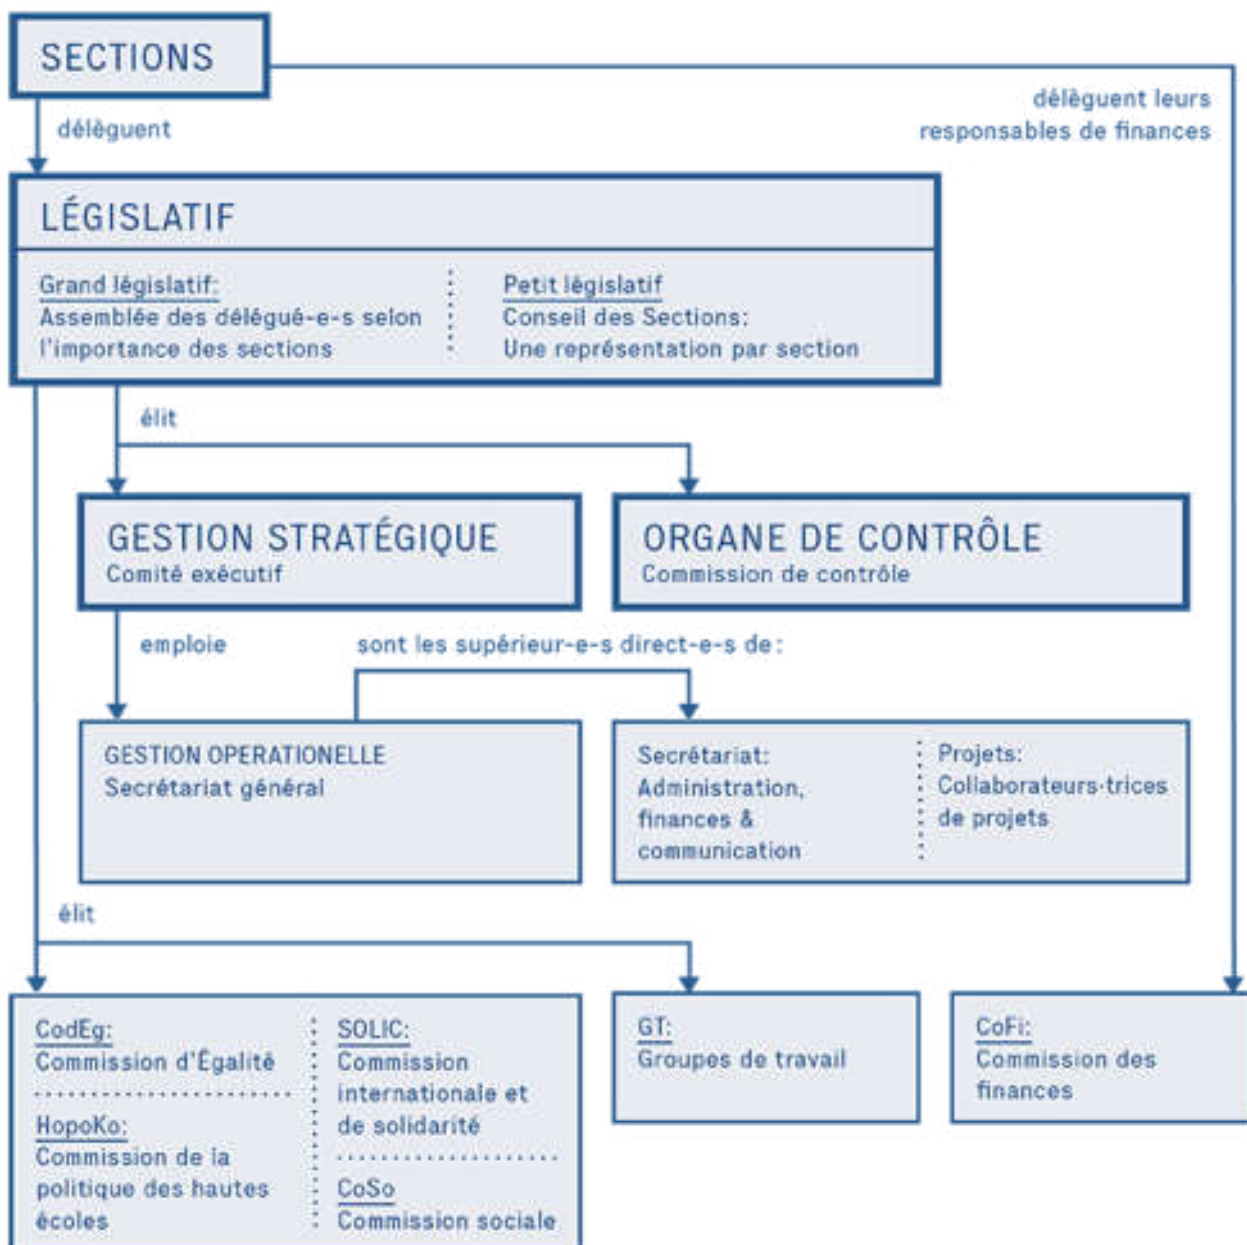 SECTIONS
délèguent
délèguent leurs
responsables de finances
LÉGISLATIF
Grand législatif:
Assemblée des délégué-e-s selon
l'importance des sections
Petit législatif
Conseil des Sections:
Une représentation par section
élit
GESTION STRATÉGIQUE
Comité exécutif
ORGANE DE CONTRÔLE
Commission de contrôle
emploie
sont les supérieur-e-s direct-e-s de:
GESTION OPERATIONELLE
Secrétariat général
Secrétariat:
Administration,
finances &
communication
Projets:
Collaborateurs·trices
de projets
élit
CodEg:
Commission d'Égalité
HopoKo:
Commission de la
politique des hautes
écoles
SOLIC:
Commission
internationale et
de solidarité
CoSo
Commission sociale
GT:
Groupes de travail
CoFi:
Commission des
finances